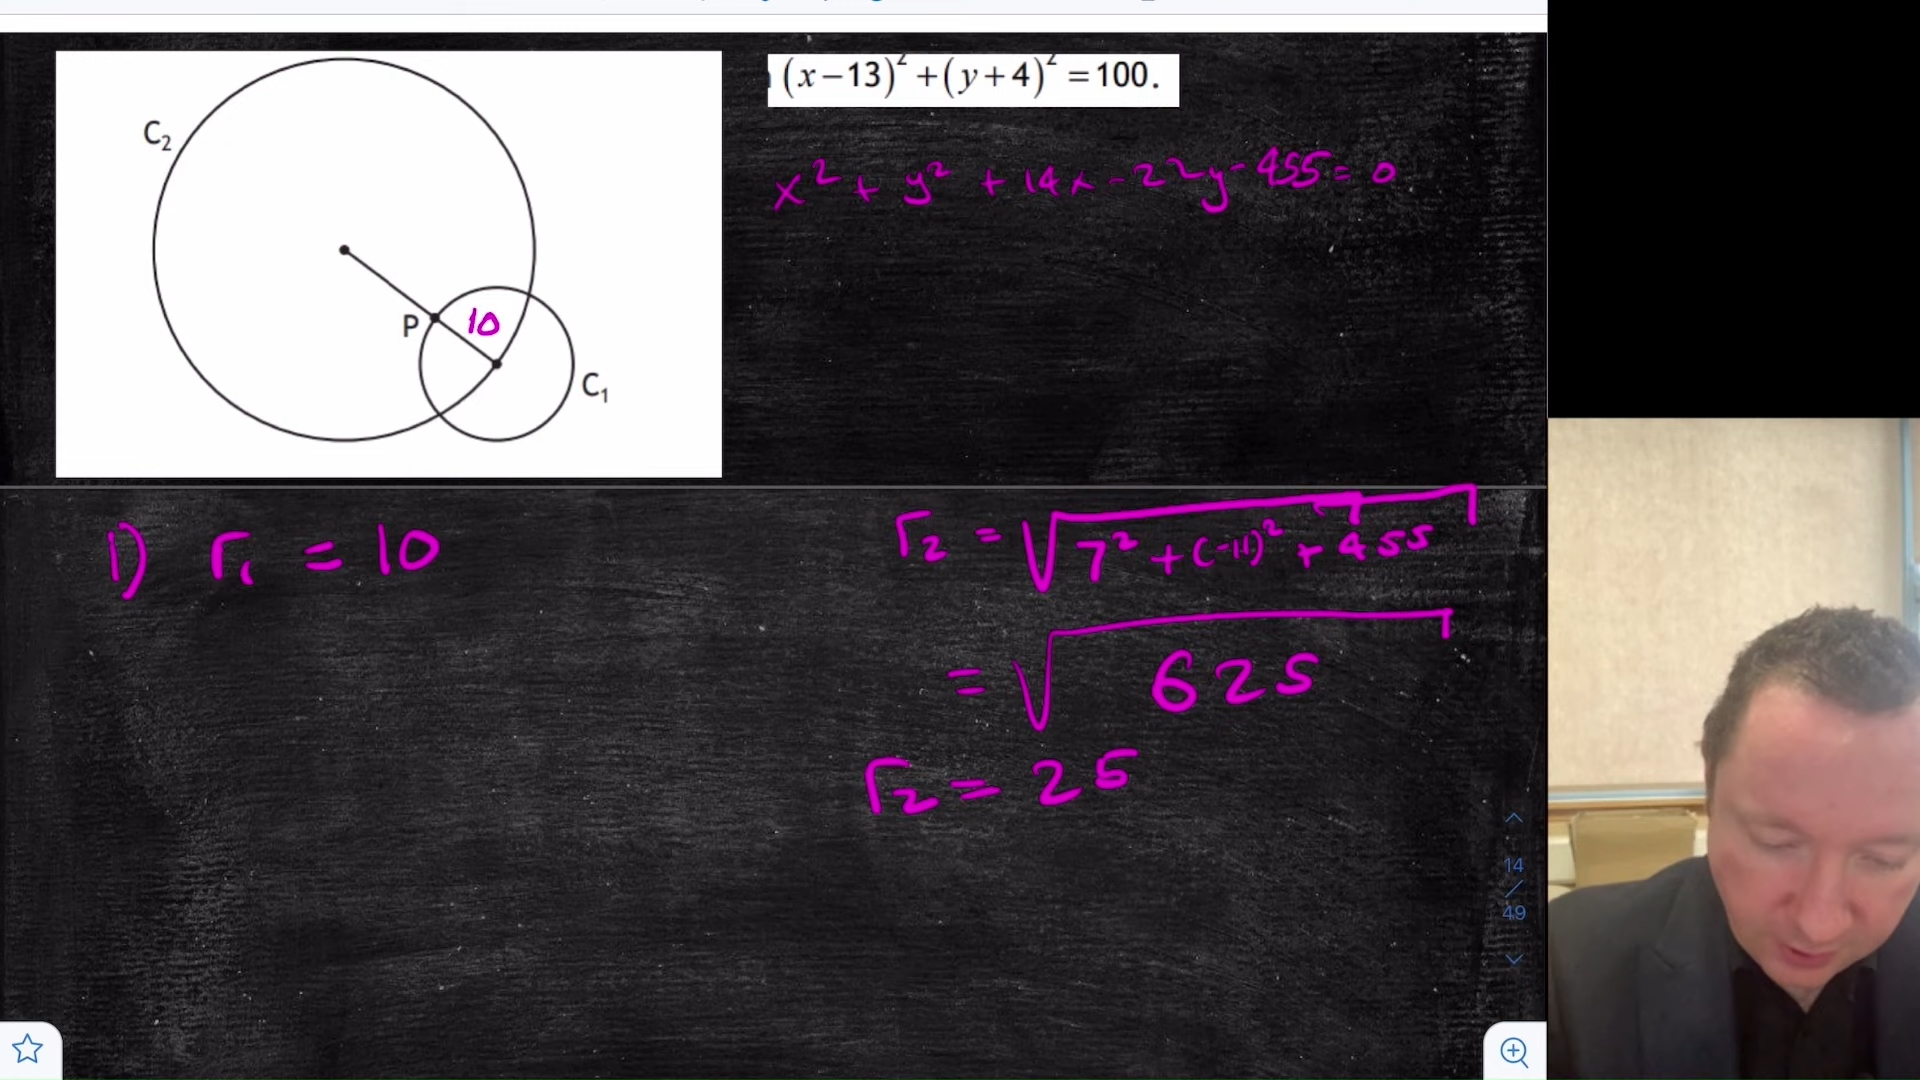 (x−13)² + (y+4)² = 100.
C₂
x² + y² + 14x − 22y − 455 = 0
P 10
C₁
1) r₁ = 10
r₂ = √(7² + (−11)² + 455)
= √625
r₂ = 25
14
/
49